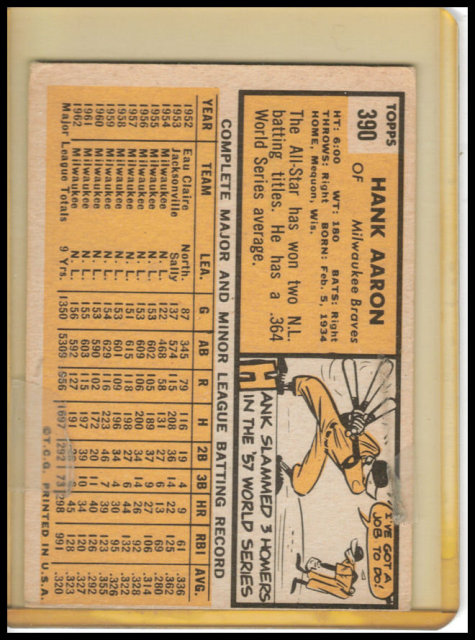 TOPPS
390
HANK AARON
OF Milwaukee Braves
HT: 6:00 WT: 180 BATS: Right
THROWS: Right BORN: Feb. 5, 1934
HOME, Mequon, Wis.
The All-Star has won two N.L.
batting titles. He has a .364
World Series average.
I'VE GOT A
JOB TO DO!
HANK SLAMMED 3 HOMERS
IN THE '57 WORLD SERIES
COMPLETE MAJOR AND MINOR LEAGUE BATTING RECORD
YEAR TEAM LEA. G AB R H 2B 3B HR RBI AVG.
1952 Eau Claire North. 87 345 79 116 19 4 9 61 .336
1953 Jacksonville Sally 137 574 115 208 36 14 22 125 .362
1954 Milwaukee N. L. 122 468 58 131 27 6 13 69 .280
1955 Milwaukee N. L. 153 602 105 189 37 9 27 106 .314
1956 Milwaukee N. L. 153 609 106 200 34 14 26 92 .328
1957 Milwaukee N. L. 151 615 118 198 27 6 44 132 .322
1958 Milwaukee N. L. 153 601 109 196 34 4 30 95 .326
1959 Milwaukee N. L. 154 629 116 223 46 7 39 123 .355
1960 Milwaukee N. L. 153 590 102 172 20 11 40 126 .292
1961 Milwaukee N. L. 155 603 115 197 39 10 34 120 .327
1962 Milwaukee N. L. 156 592 127 191 28 6 45 128 .323
Major League Totals 9 Yrs. 1350 5309 956 1697 292 73 298 991 .320
© T.C.G. PRINTED IN U.S.A.